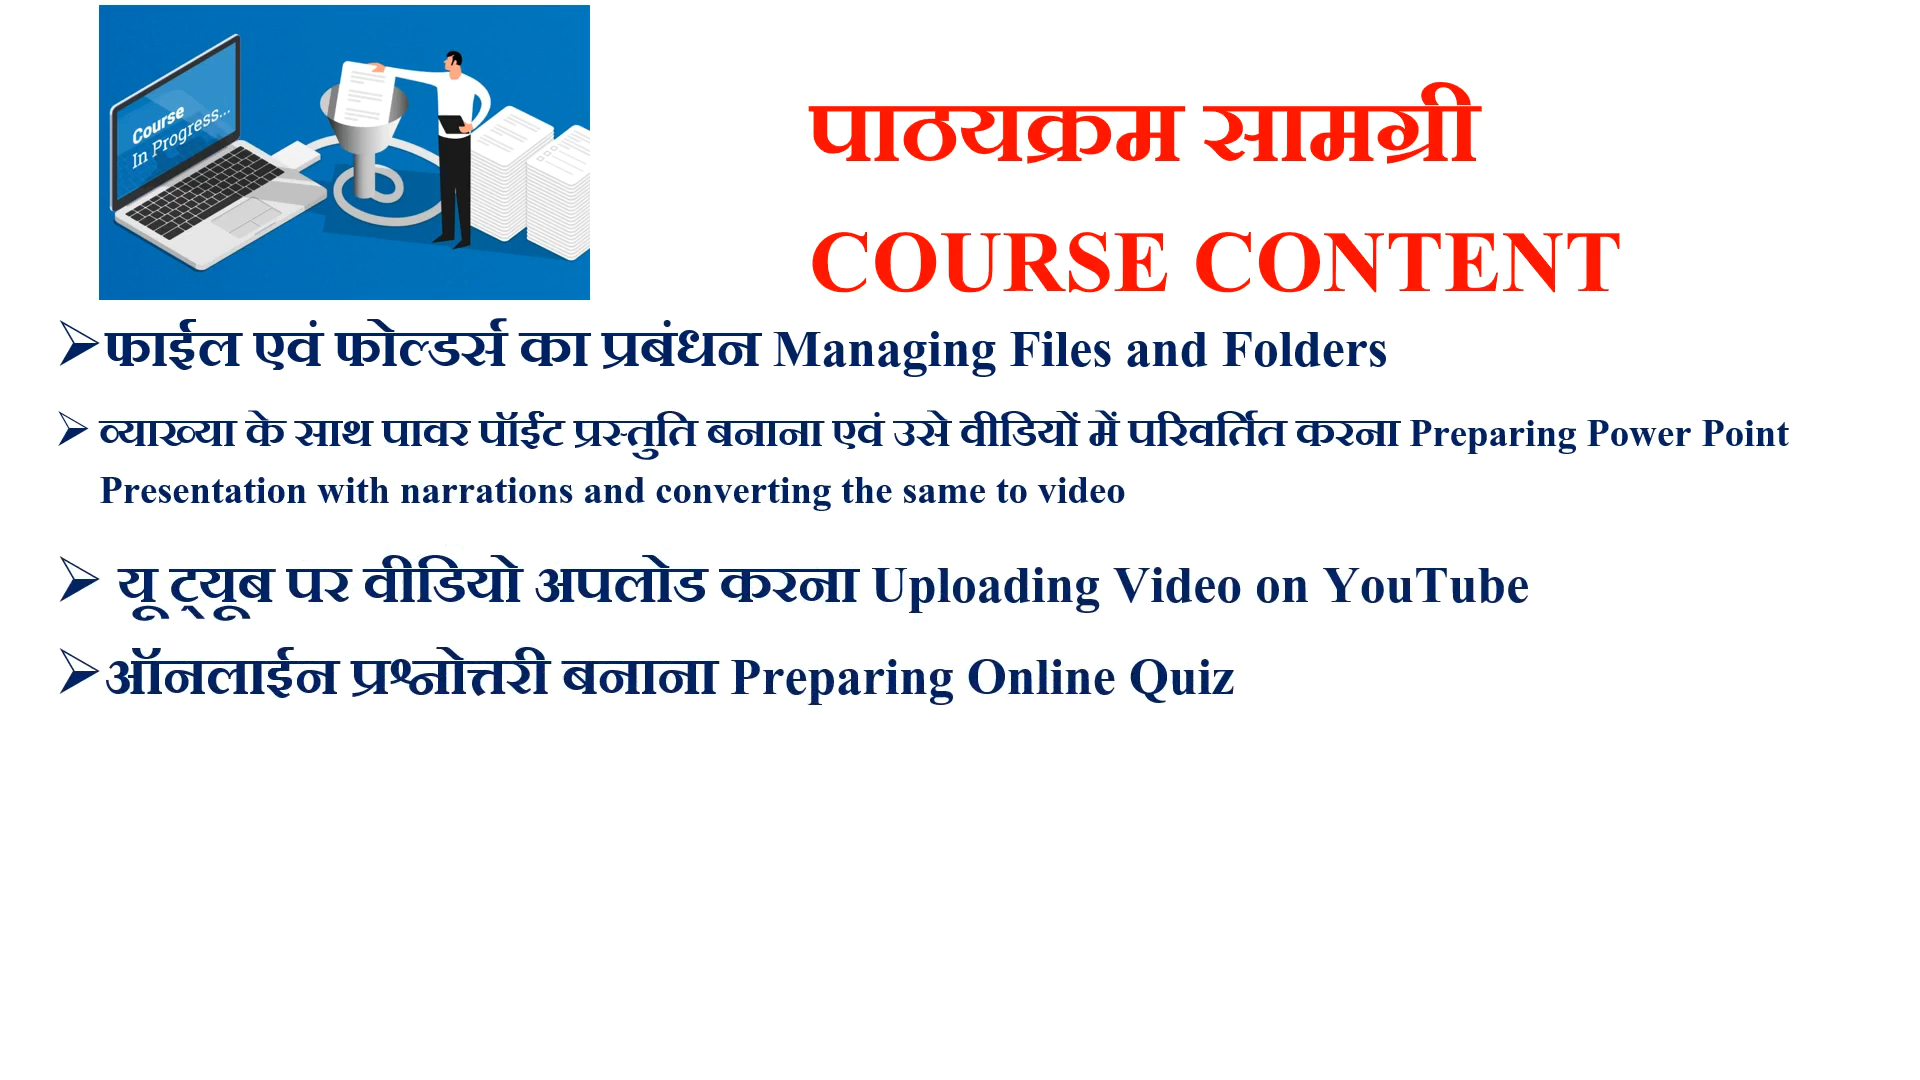 Course
In Progress...
पाठयक्रम सामग्री
COURSE CONTENT
➢फाईल एवं फोल्डर्स का प्रबंधन Managing Files and Folders
➢ व्याख्या के साथ पावर पॉईंट प्रस्तुति बनाना एवं उसे वीडियों में परिवर्तित करना Preparing Power Point
Presentation with narrations and converting the same to video
➢ यू ट्यूब पर वीडियो अपलोड करना Uploading Video on YouTube
➢ऑनलाईन प्रश्नोत्तरी बनाना Preparing Online Quiz